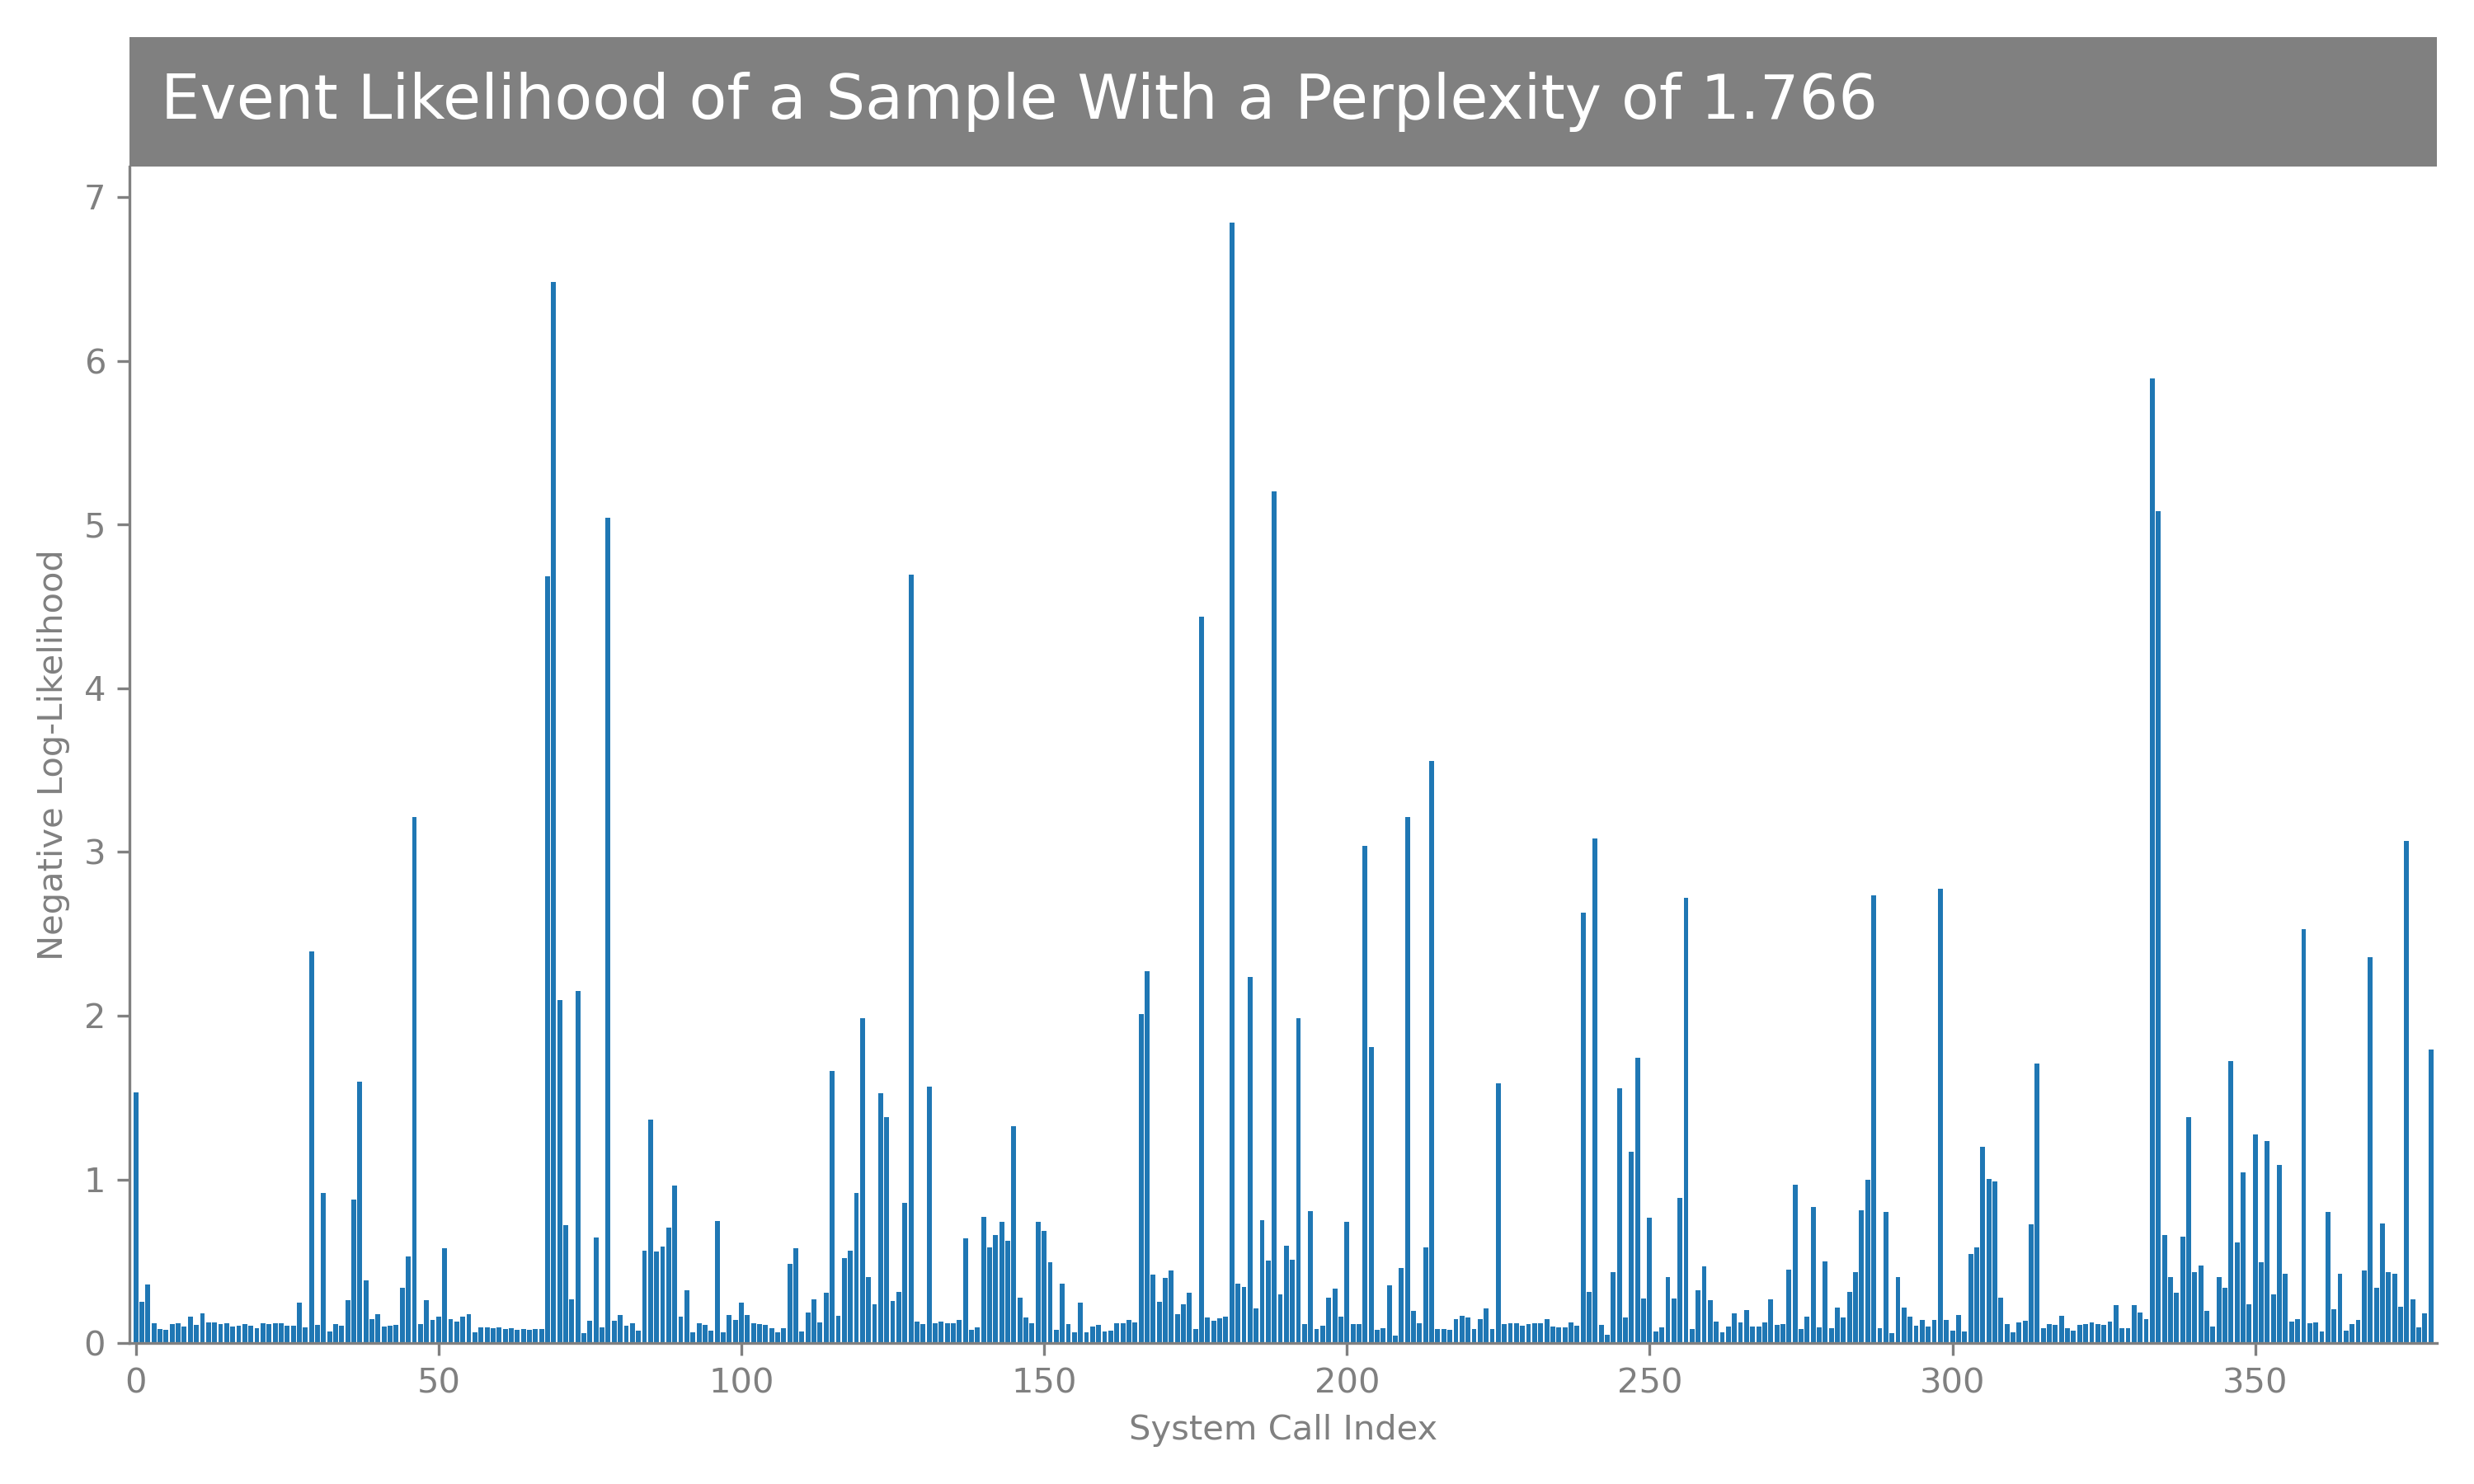 Event Likelihood of a Sample With a Perplexity of 1.766
7
6
5
4
3
2
1
0
Negative Log-Likelihood
0 50 100 150 200 250 300 350
System Call Index